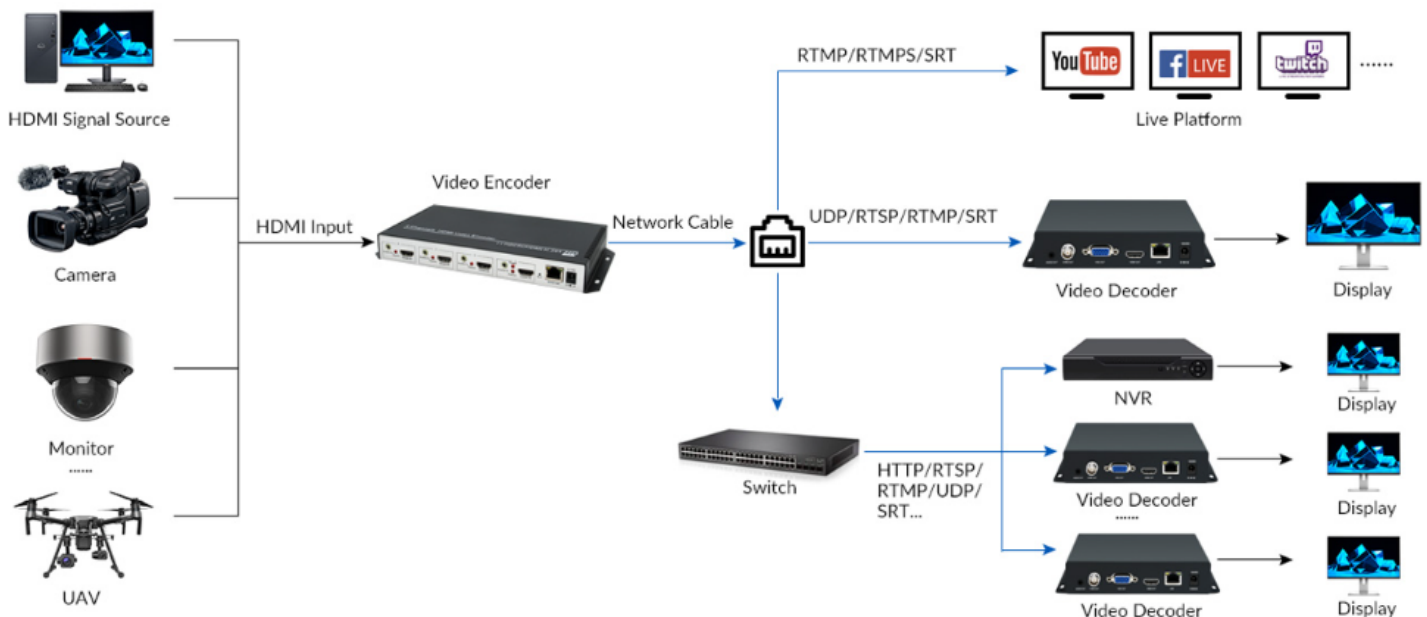 HDMI Signal Source
Camera
Monitor
......
UAV
HDMI Input
Video Encoder
Network Cable
RTMP/RTMPS/SRT
YouTube
f LIVE
twitch
......
Live Platform
UDP/RTSP/RTMP/SRT
Video Decoder
Display
Switch
HTTP/RTSP/
RTMP/UDP/
SRT...
NVR
Display
Video Decoder
......
Display
Video Decoder
Display